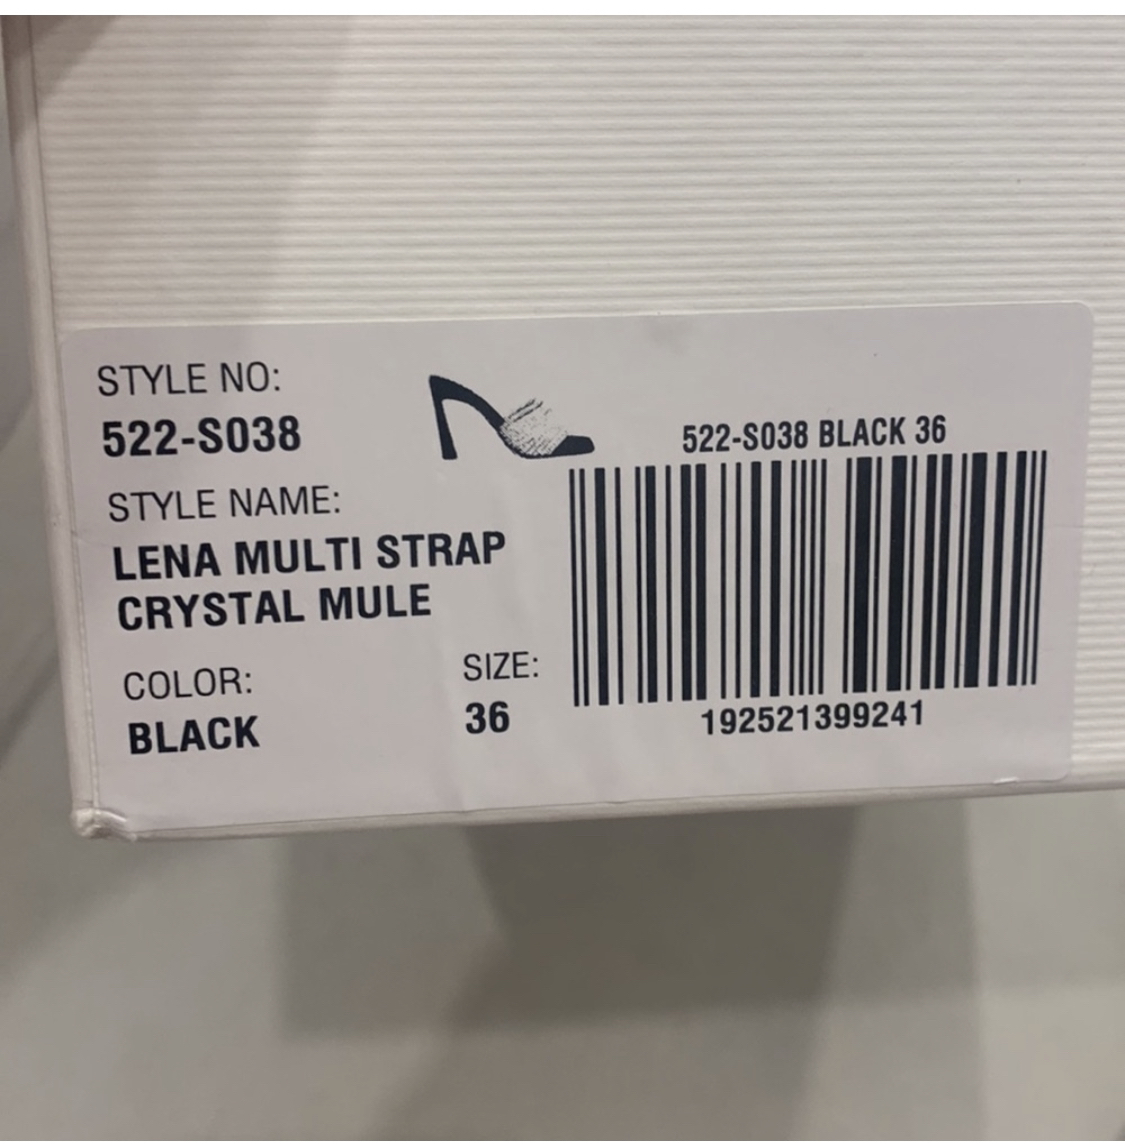 STYLE NO:
522-S038
STYLE NAME:
LENA MULTI STRAP
CRYSTAL MULE
COLOR:
BLACK
SIZE:
36
522-S038 BLACK 36
192521399241